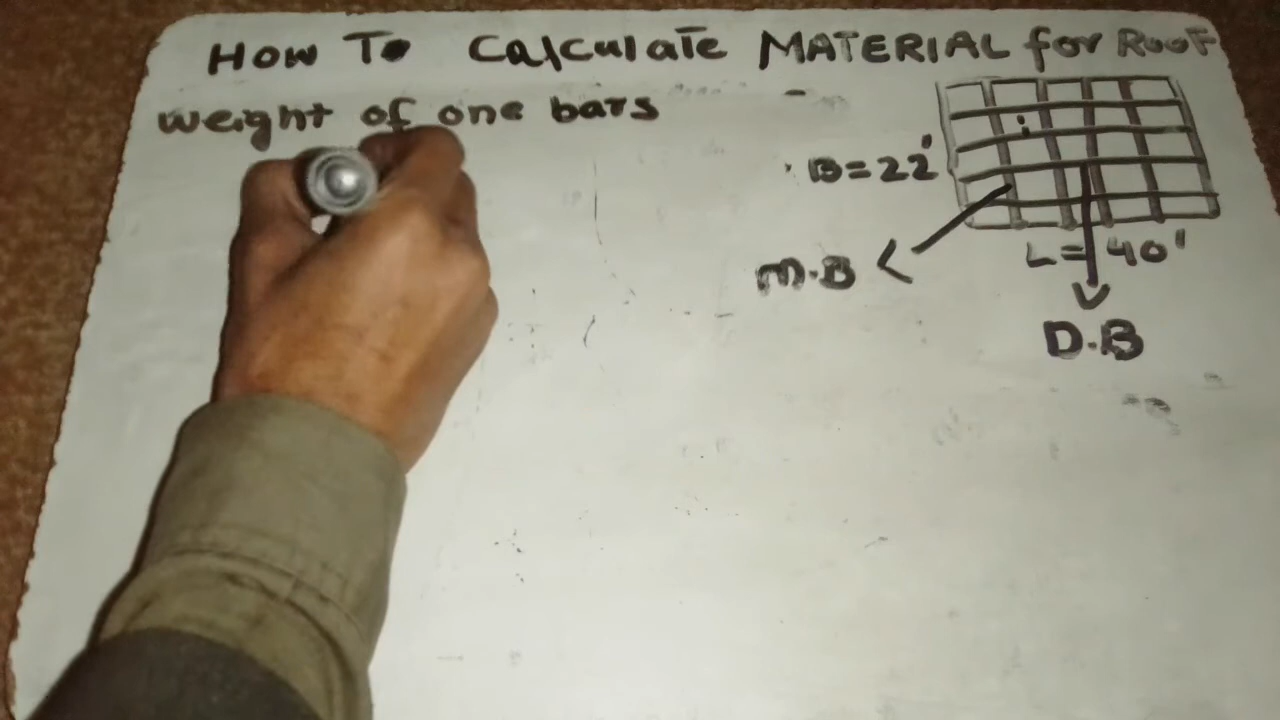 How To Calculate MATERIAL for Roof
weight of one bars
B=22'
M.B
L=40'
D.B